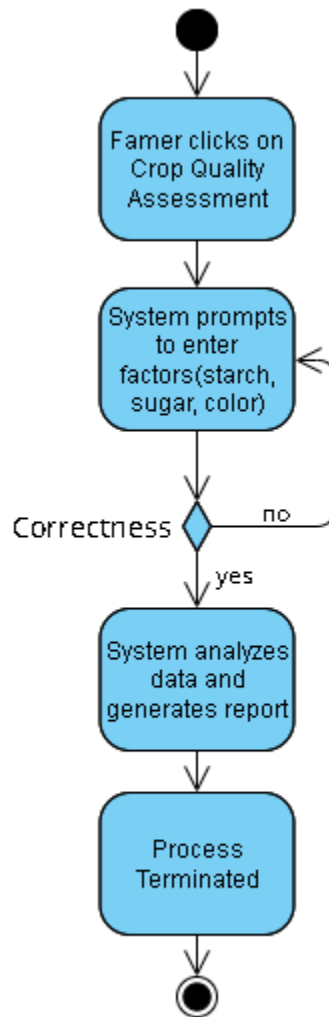 Famer clicks on
Crop Quality
Assessment
System prompts
to enter
factors(starch,
sugar, color)
Correctness
no
yes
System analyzes
data and
generates report
Process
Terminated